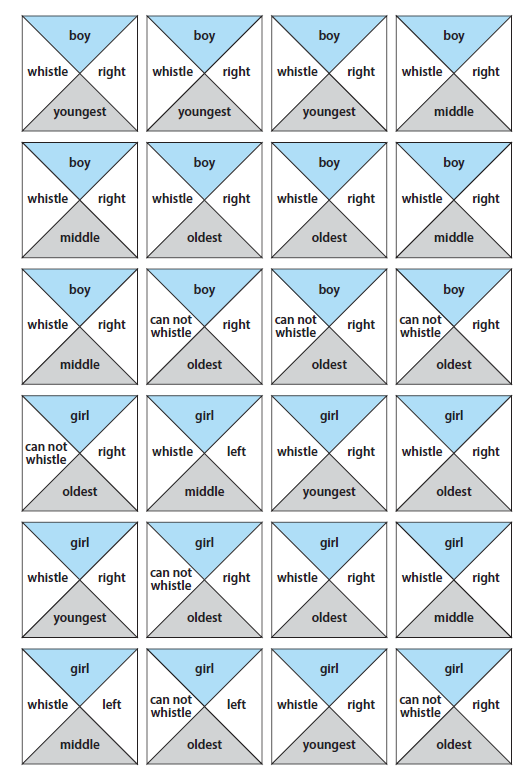 boy boy boy boy
whistle right whistle right whistle right whistle right
youngest youngest youngest middle
boy boy boy boy
whistle right whistle right whistle right whistle right
middle oldest oldest middle
boy boy boy boy
whistle right can not whistle right can not whistle right can not whistle right
middle oldest oldest oldest
girl girl girl girl
can not whistle right whistle left whistle right whistle right
oldest middle youngest oldest
girl girl girl girl
whistle right can not whistle right whistle right whistle right
youngest oldest oldest middle
girl girl girl girl
whistle left can not whistle left whistle right can not whistle right
middle oldest youngest oldest